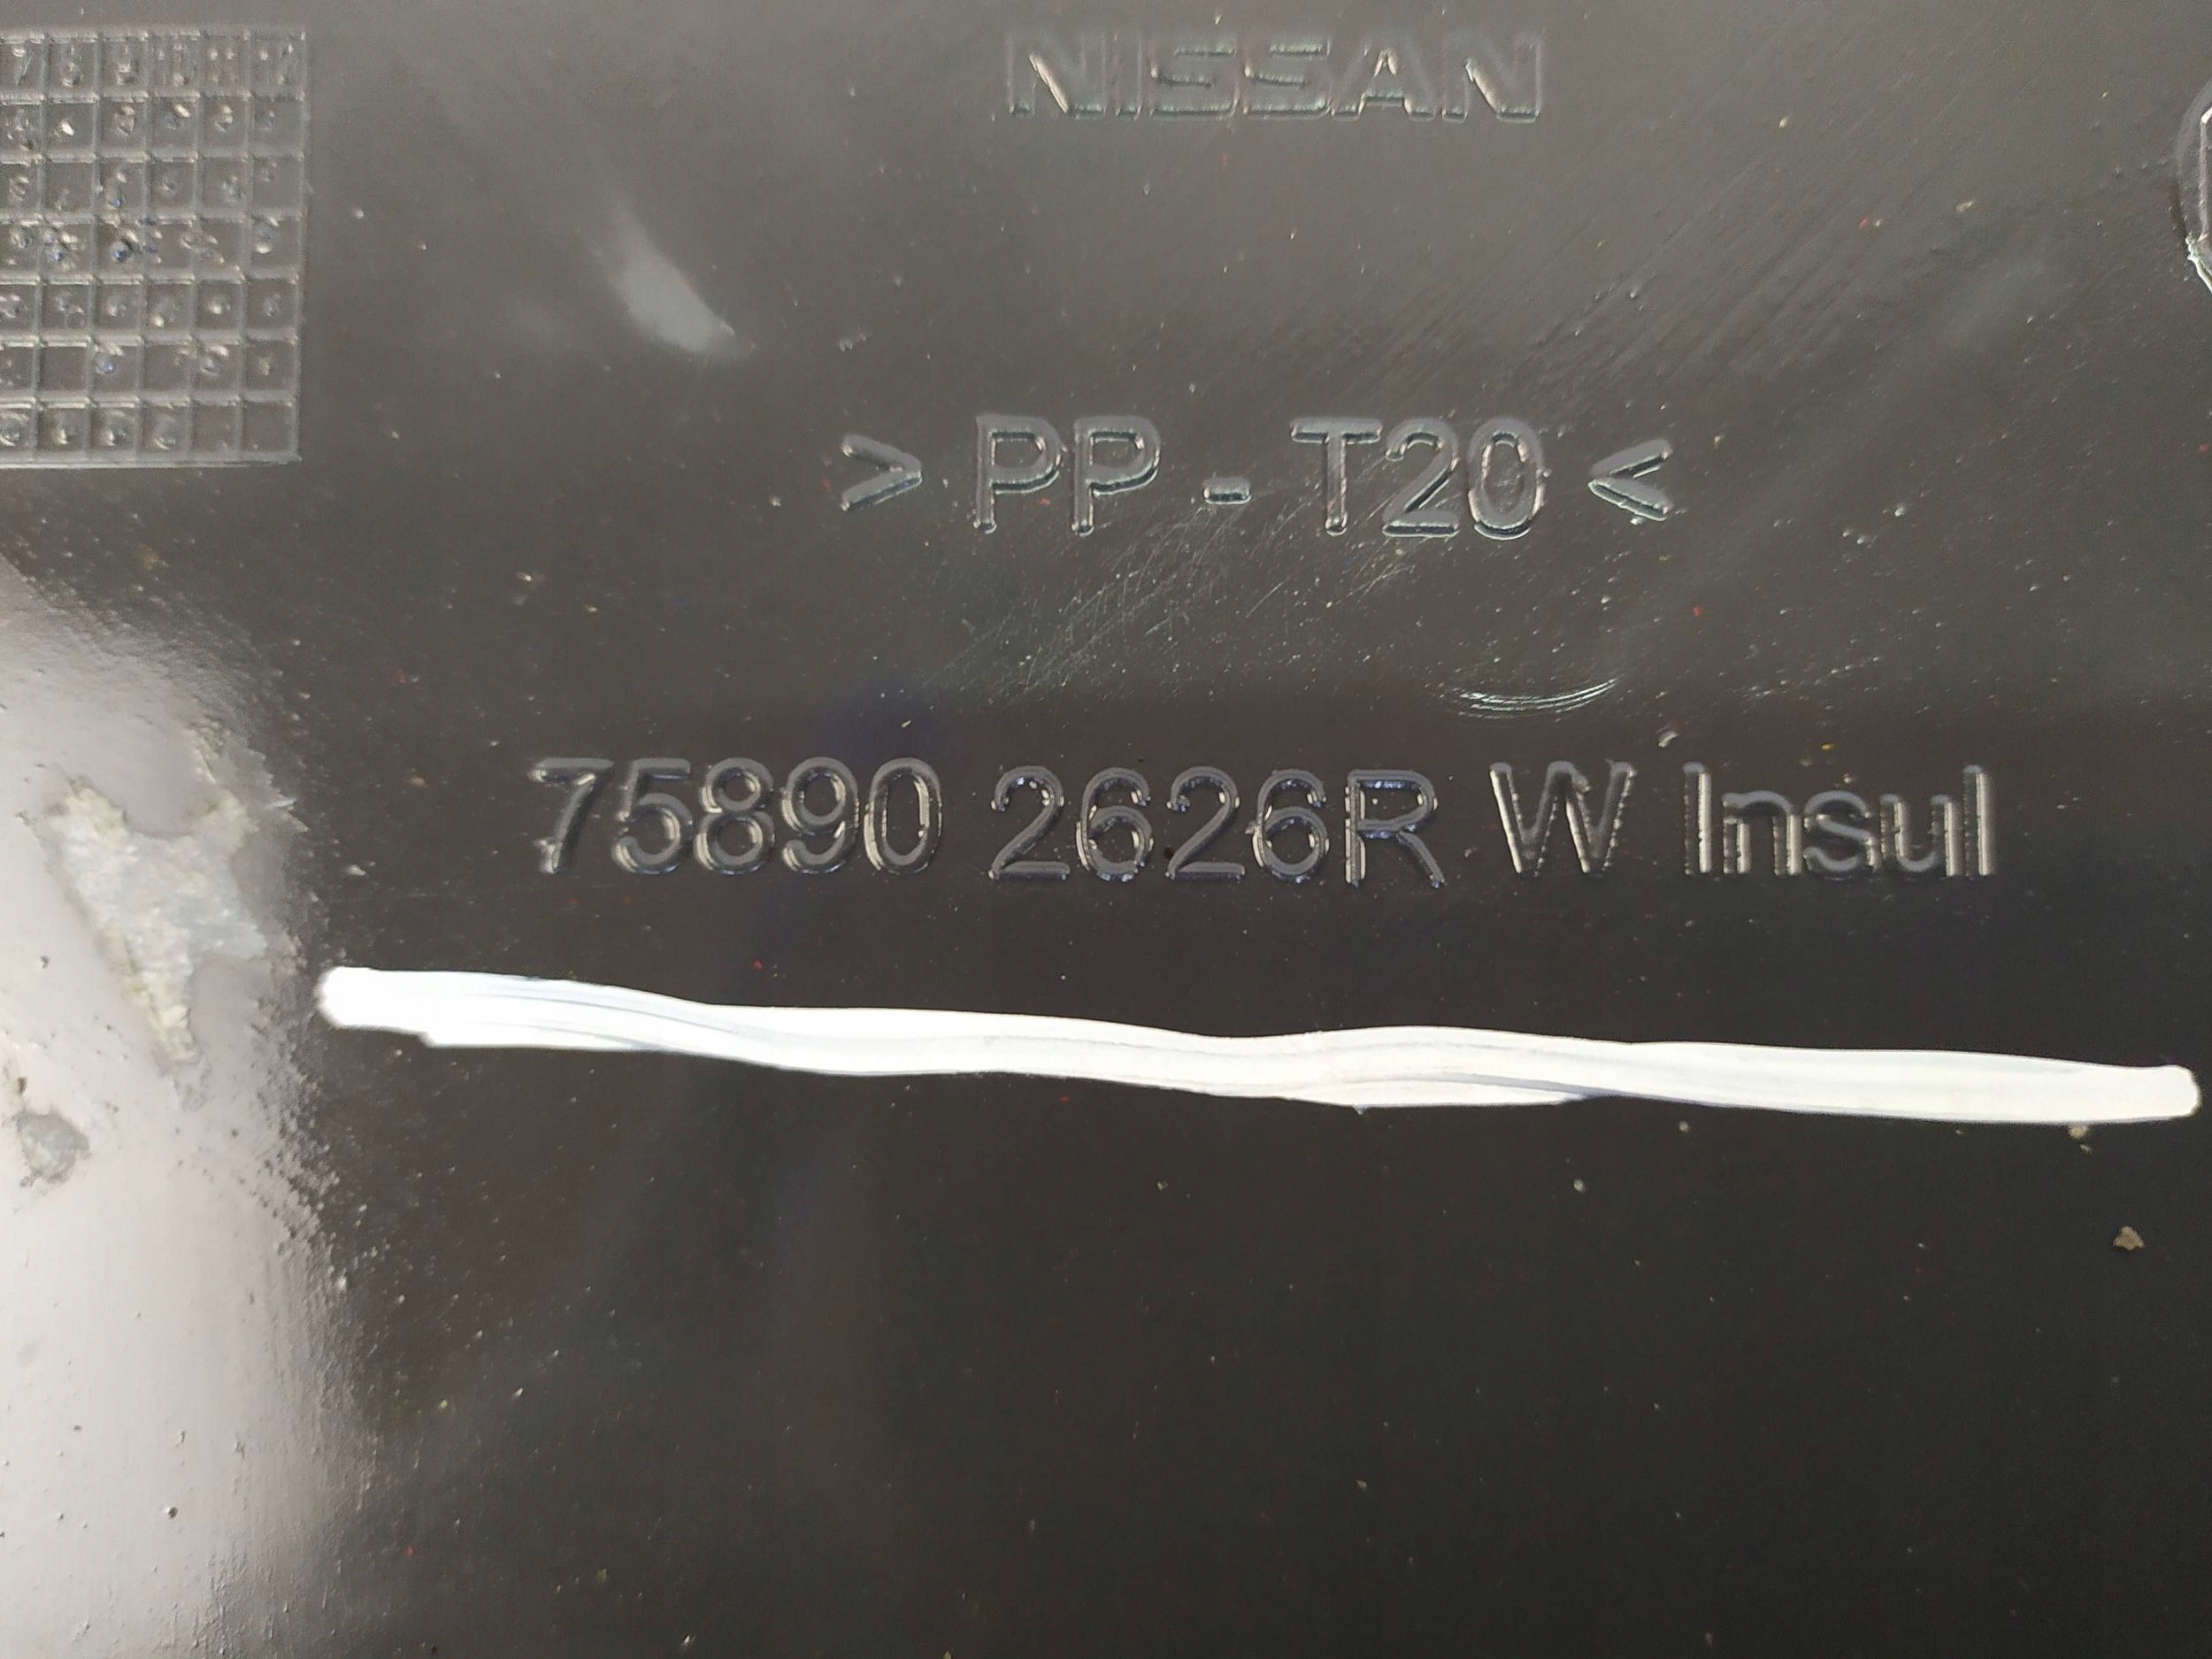 NISSAN
>PP-T20<
75890 2626R W Insul